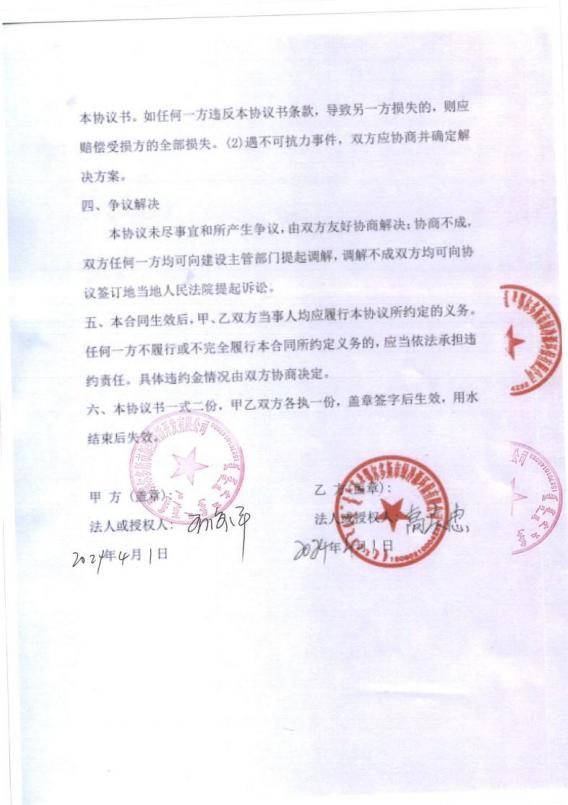 本协议书。如任何一方违反本协议书条款，导致另一方损失的，则应
赔偿受损方的全部损失。(2)遇不可抗力事件，双方应协商并确定解
决方案。
四、争议解决
本协议未尽事宜和所产生争议，由双方友好协商解决；协商不成，
双方任何一方均可向建设主管部门提起调解，调解不成双方均可向协
议签订地当地人民法院提起诉讼。
五、本合同生效后，甲、乙双方当事人均应履行本协议所约定的义务。
任何一方不履行或不完全履行本合同所约定义务的，应当依法承担违
约责任。具体违约金情况由双方协商决定。
六、本协议书一式二份，甲乙双方各执一份，盖章签字后生效，用水
结束后失效。
甲 方（盖章）
乙 方（盖章）：
法人或授权人：
法人或授权人
2024年4月1日
2024年4月1日